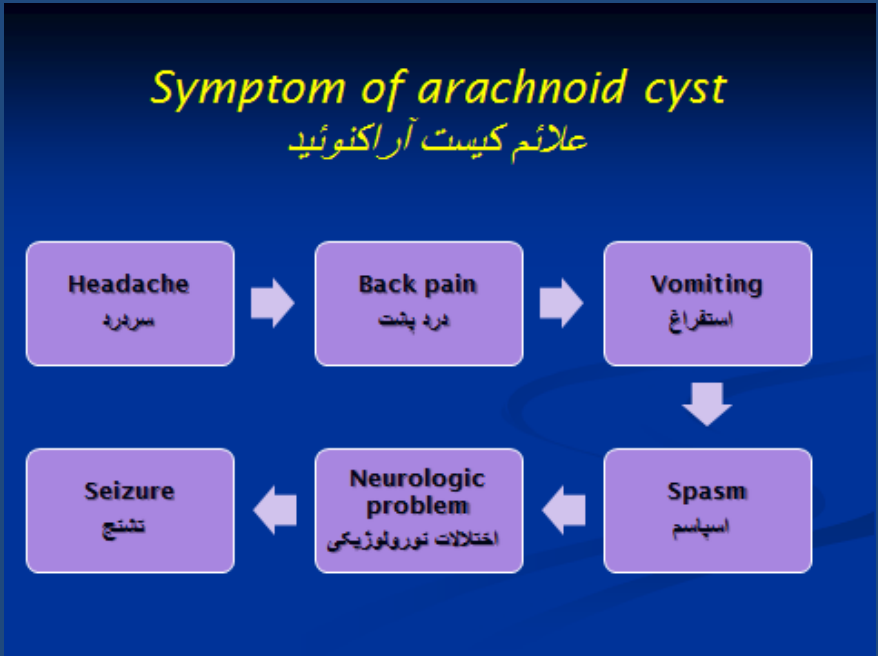 Symptom of arachnoid cyst
علائم کیست آراکنوئید
Headache
سردرد
Back pain
درد پشت
Vomiting
استفراغ
Spasm
اسپاسم
Neurologic
problem
اختلالات نورولوژیکی
Seizure
تشنج